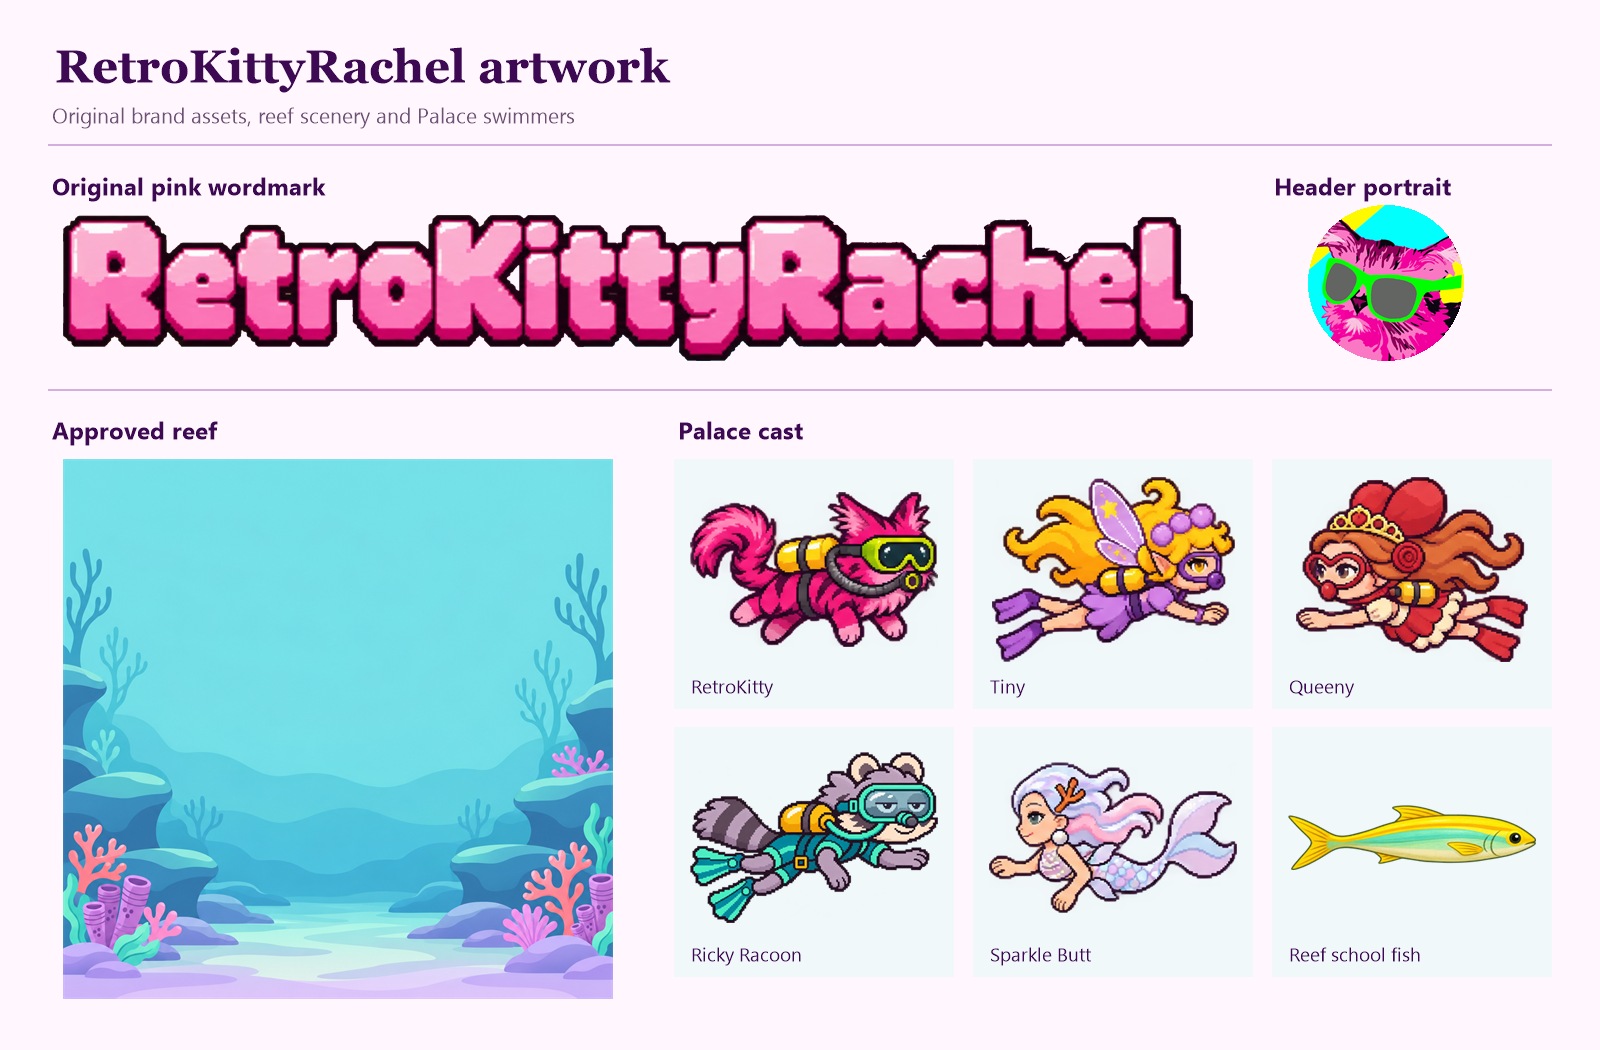 RetroKittyRachel artwork
Original brand assets, reef scenery and Palace swimmers
Original pink wordmark
Header portrait
RetroKittyRachel
Approved reef
Palace cast
RetroKitty
Tiny
Queeny
Ricky Racoon
Sparkle Butt
Reef school fish